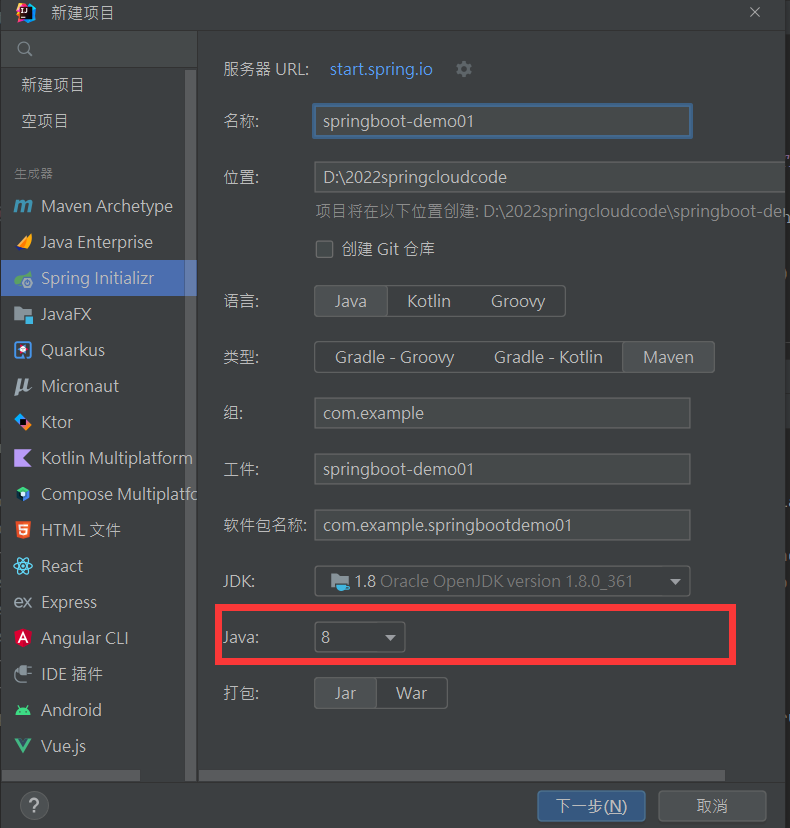 新建项目
新建项目
空项目
生成器
Maven Archetype
Java Enterprise
Spring Initializr
JavaFX
Quarkus
Micronaut
Ktor
Kotlin Multiplatform
Compose Multiplatfo
HTML 文件
React
Express
Angular CLI
IDE 插件
Android
Vue.js
服务器 URL: start.spring.io
名称: springboot-demo01
位置: D:\2022springcloudcode
项目将在以下位置创建: D:\2022springcloudcode\springboot-den
创建 Git 仓库
语言: Java Kotlin Groovy
类型: Gradle - Groovy Gradle - Kotlin Maven
组: com.example
工件: springboot-demo01
软件包名称: com.example.springbootdemo01
JDK: 1.8 Oracle OpenJDK version 1.8.0_361
Java: 8
打包: Jar War
? 下一步(N) 取消